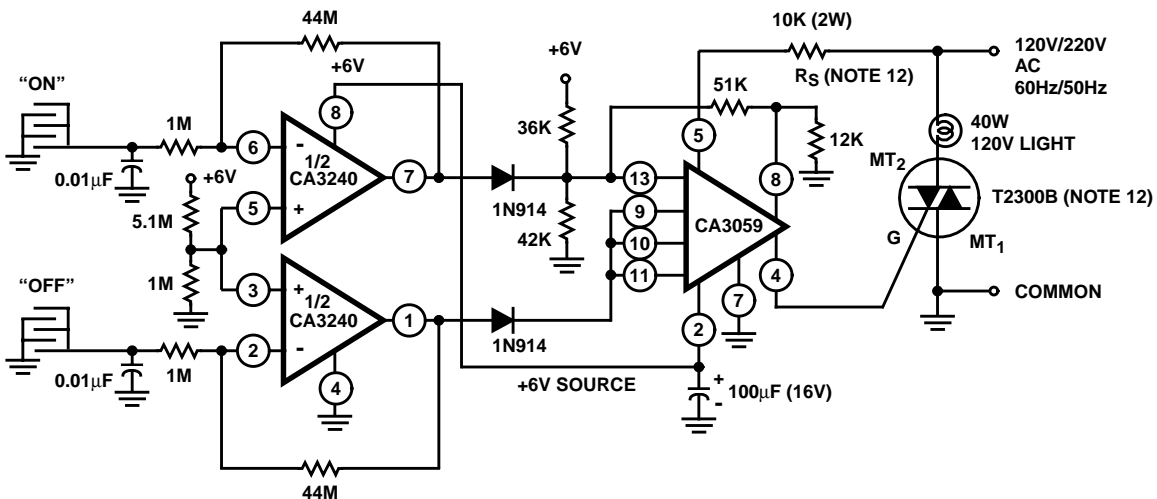 44M
+6V
"ON"
1M
0.01µF
+6V
5.1M
1M
"OFF"
1M
0.01µF
44M
6
5
8
7
-
+
1/2
CA3240
3
2
4
1
+
-
1/2
CA3240
+6V
36K
42K
1N914
1N914
+6V SOURCE
10K (2W)
RS (NOTE 12)
51K
12K
5
13
9
10
11
8
4
7
2
CA3059
+
-
100µF (16V)
120V/220V
AC
60Hz/50Hz
40W
120V LIGHT
MT2
T2300B (NOTE 12)
G
MT1
COMMON